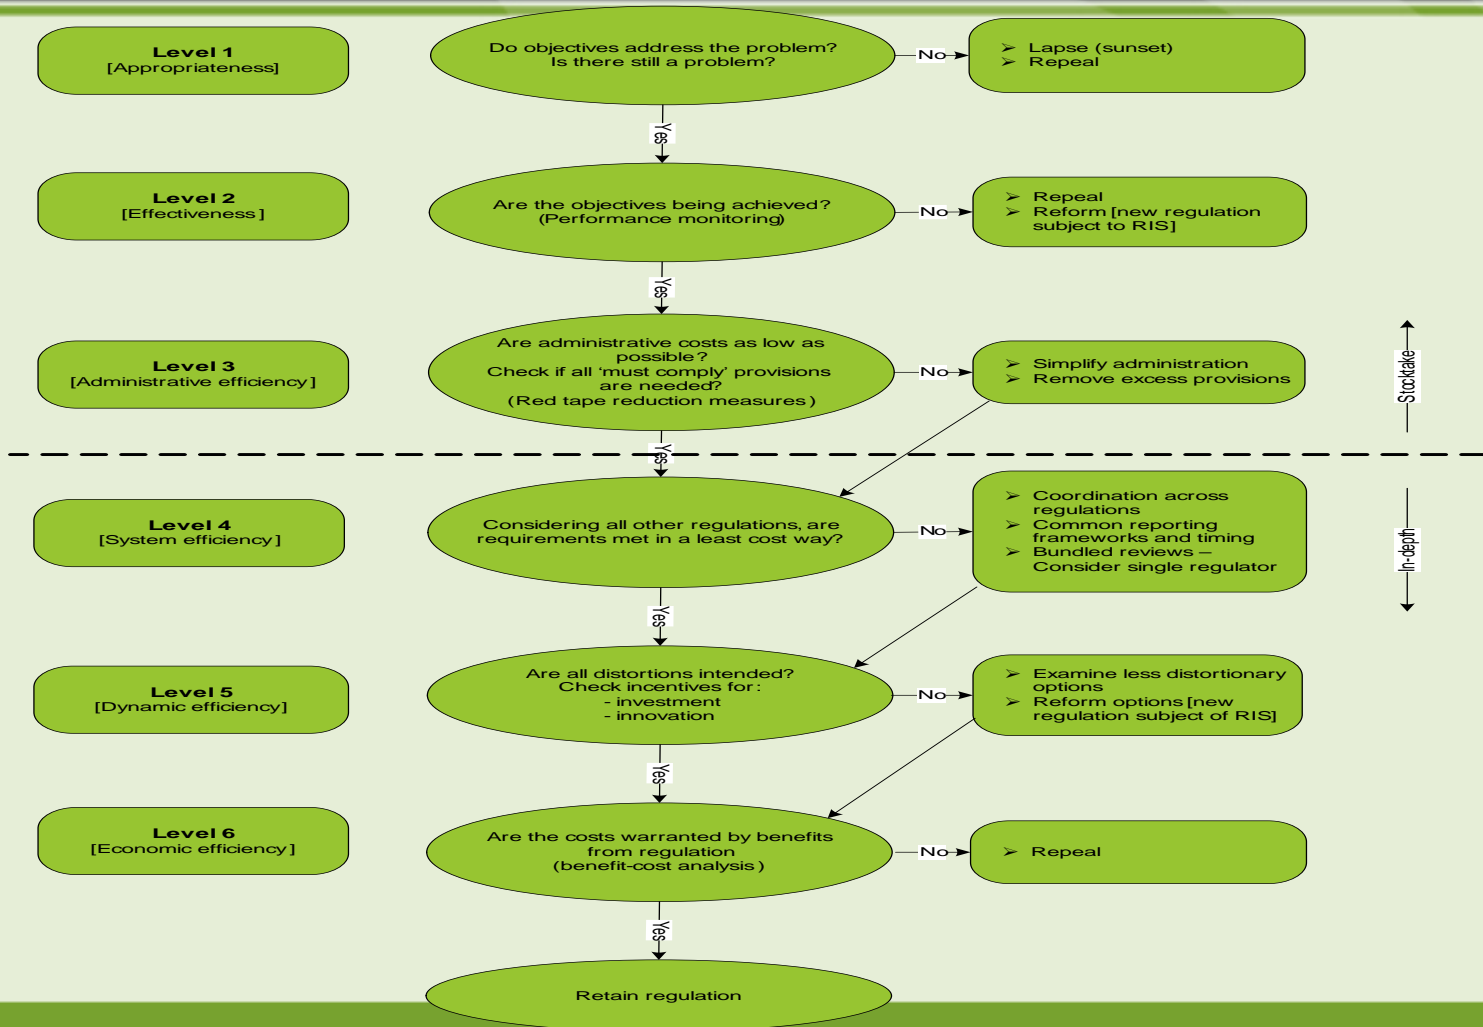 Level 1
[Appropriateness]
Do objectives address the problem?
Is there still a problem?
No
➢ Lapse (sunset)
➢ Repeal
Yes
Level 2
[Effectiveness]
Are the objectives being achieved?
(Performance monitoring)
No
➢ Repeal
➢ Reform [new regulation
subject to RIS]
Yes
Level 3
[Administrative efficiency]
Are administrative costs as low as
possible?
Check if all ‘must comply’ provisions
are needed?
(Red tape reduction measures)
No
➢ Simplify administration
➢ Remove excess provisions
Stocktake
Yes
Level 4
[System efficiency]
Considering all other regulations, are
requirements met in a least cost way?
No
➢ Coordination across
regulations
➢ Common reporting
frameworks and timing
➢ Bundled reviews –
Consider single regulator
In-depth
Yes
Level 5
[Dynamic efficiency]
Are all distortions intended?
Check incentives for:
- investment
- innovation
No
➢ Examine less distortionary
options
➢ Reform options [new
regulation subject of RIS]
Yes
Level 6
[Economic efficiency]
Are the costs warranted by benefits
from regulation
(benefit-cost analysis)
No
➢ Repeal
Yes
Retain regulation